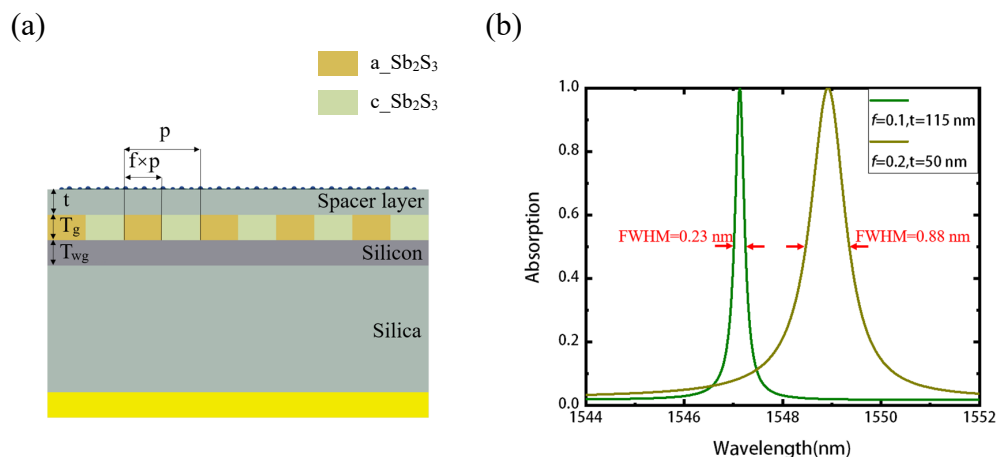 (a)
a_Sb₂S₃
c_Sb₂S₃
p
f×p
t
Spacer layer
T_g
T_wg
Silicon
Silica
(b)
Absorption
1.0
0.8
0.6
0.4
0.2
0.0
f=0.1,t=115 nm
f=0.2,t=50 nm
FWHM=0.23 nm
FWHM=0.88 nm
1544
1546
1548
1550
1552
Wavelength(nm)